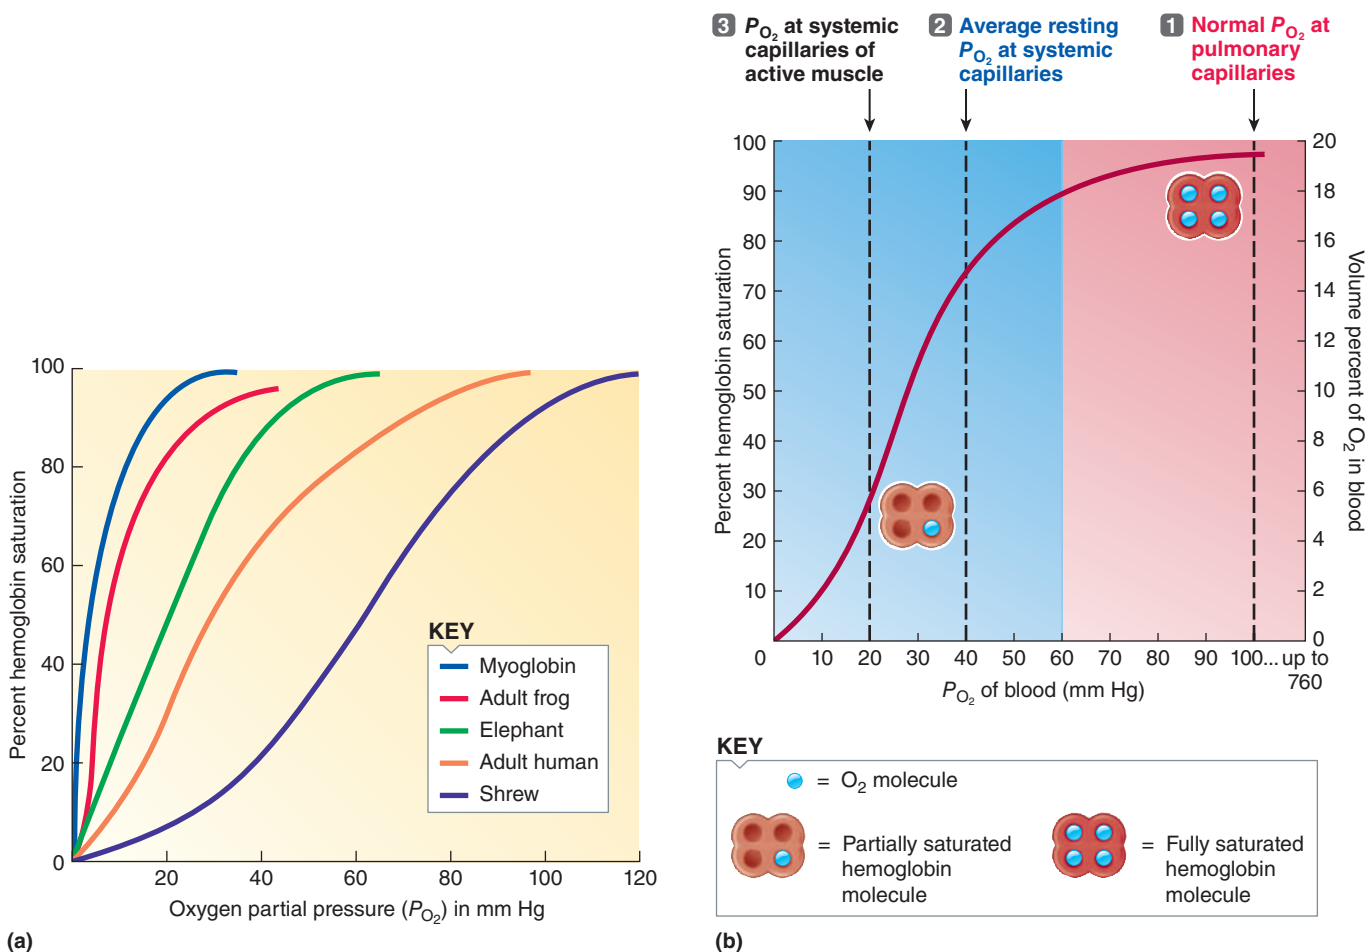 100
80
60
40
20
0
20
40
60
80
100
120
Percent hemoglobin saturation
Oxygen partial pressure (PO2) in mm Hg
KEY
Myoglobin
Adult frog
Elephant
Adult human
Shrew
(a)
3 PO2 at systemic
capillaries of
active muscle
2 Average resting
PO2 at systemic
capillaries
1 Normal PO2 at
pulmonary
capillaries
100
90
80
70
60
50
40
30
20
10
Percent hemoglobin saturation
20
18
16
14
12
10
8
6
4
2
0
Volume percent of O2 in blood
0
10
20
30
40
50
60
70
80
90
100... up to
760
PO2 of blood (mm Hg)
KEY
= O2 molecule
= Partially saturated
hemoglobin
molecule
= Fully saturated
hemoglobin
molecule
(b)